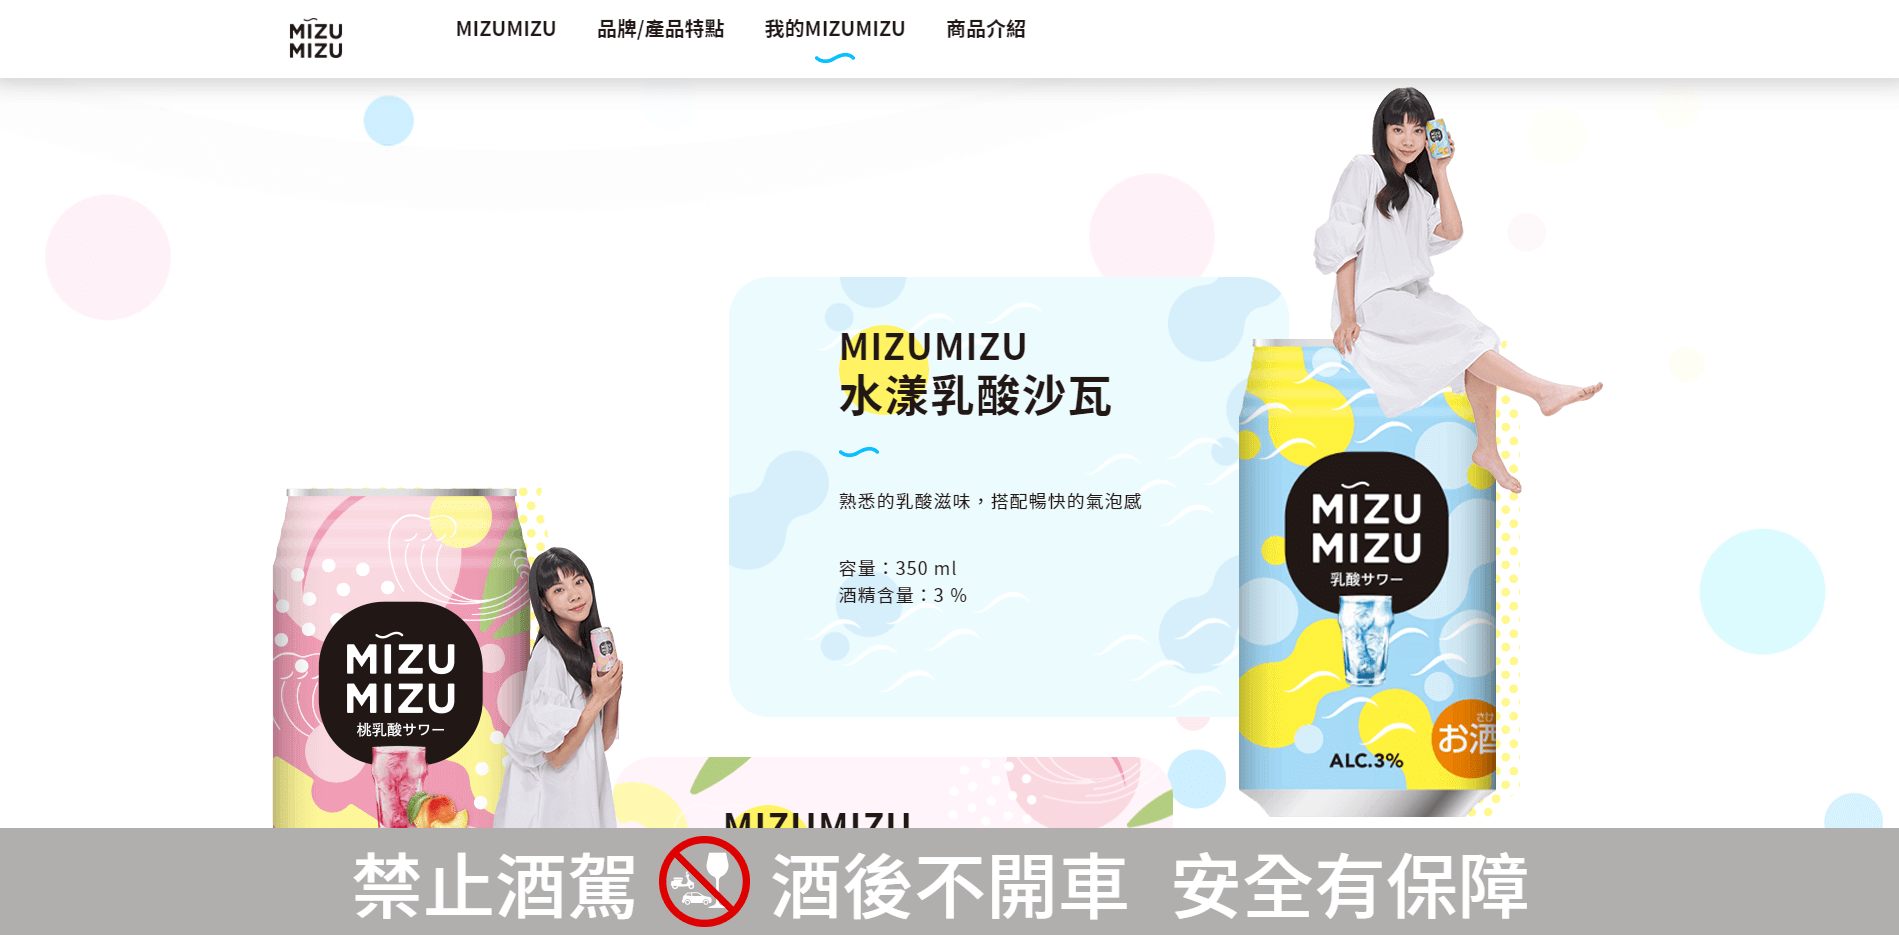 MIZU
MIZU
MIZUMIZU
品牌/產品特點
我的MIZUMIZU
商品介紹
MIZUMIZU
水漾乳酸沙瓦
熟悉的乳酸滋味，搭配暢快的氣泡感
容量：350 ml
酒精含量：3 %
MIZU
MIZU
乳酸サワー
ALC.3%
さけ
お酒
MIZU
MIZU
桃乳酸サワー
MIZUMIZU
禁止酒駕 酒後不開車 安全有保障